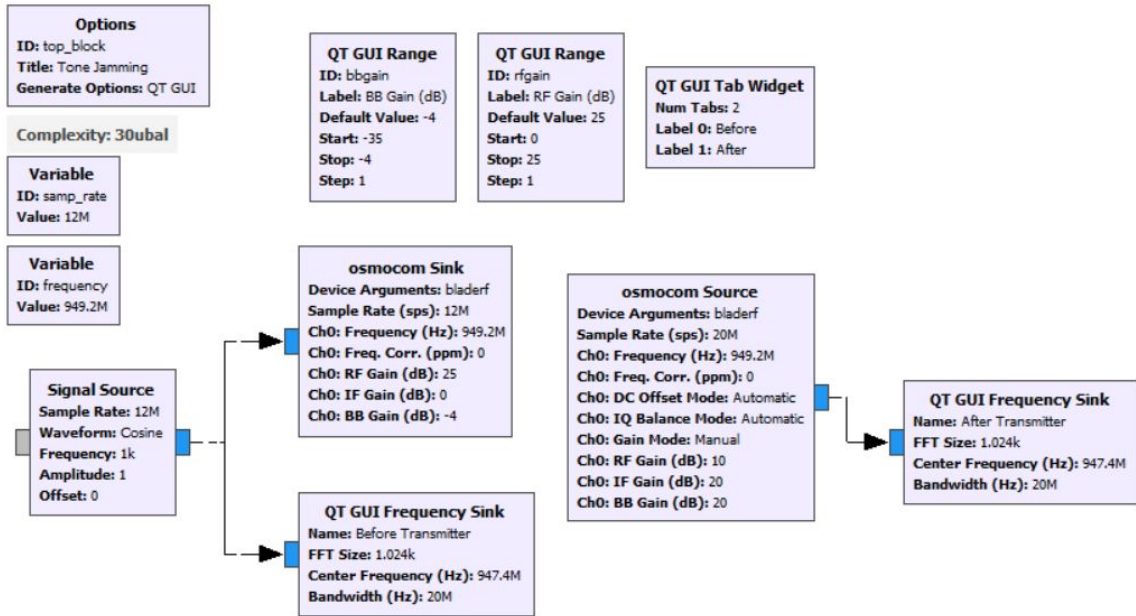 Options
ID: top_block
Title: Tone Jamming
Generate Options: QT GUI
Complexity: 30ubal
Variable
ID: samp_rate
Value: 12M
Variable
ID: frequency
Value: 949.2M
QT GUI Range
ID: bbgain
Label: BB Gain (dB)
Default Value: -4
Start: -35
Stop: -4
Step: 1
QT GUI Range
ID: rfgain
Label: RF Gain (dB)
Default Value: 25
Start: 0
Stop: 25
Step: 1
QT GUI Tab Widget
Num Tabs: 2
Label 0: Before
Label 1: After
Signal Source
Sample Rate: 12M
Waveform: Cosine
Frequency: 1k
Amplitude: 1
Offset: 0
osmocom Sink
Device Arguments: bladerf
Sample Rate (sps): 12M
Ch0: Frequency (Hz): 949.2M
Ch0: Freq. Corr. (ppm): 0
Ch0: RF Gain (dB): 25
Ch0: IF Gain (dB): 0
Ch0: BB Gain (dB): -4
QT GUI Frequency Sink
Name: Before Transmitter
FFT Size: 1.024k
Center Frequency (Hz): 947.4M
Bandwidth (Hz): 20M
osmocom Source
Device Arguments: bladerf
Sample Rate (sps): 20M
Ch0: Frequency (Hz): 949.2M
Ch0: Freq. Corr. (ppm): 0
Ch0: DC Offset Mode: Automatic
Ch0: IQ Balance Mode: Automatic
Ch0: Gain Mode: Manual
Ch0: RF Gain (dB): 10
Ch0: IF Gain (dB): 20
Ch0: BB Gain (dB): 20
QT GUI Frequency Sink
Name: After Transmitter
FFT Size: 1.024k
Center Frequency (Hz): 947.4M
Bandwidth (Hz): 20M